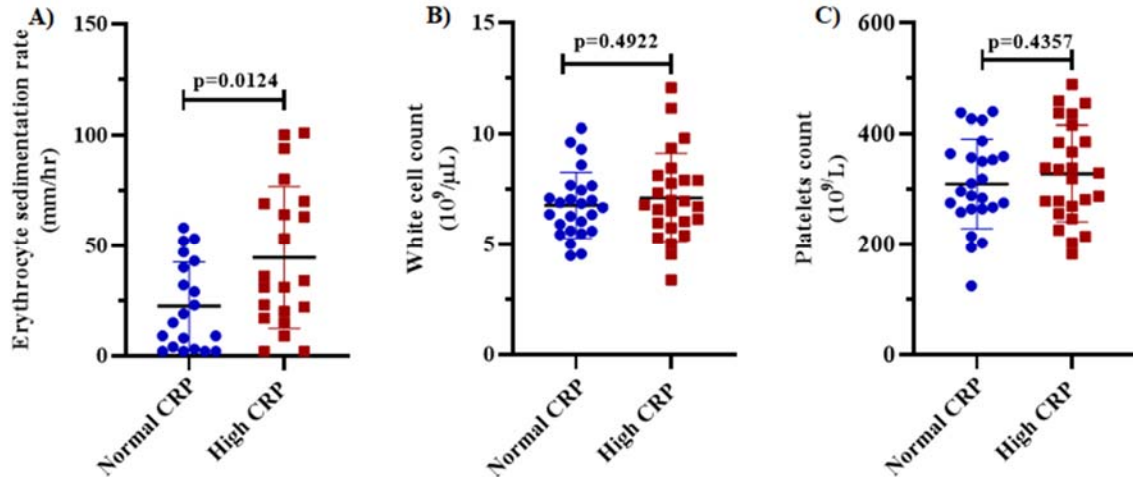 A)
Erythrocyte sedimentation rate
(mm/hr)
150
100
50
0
p=0.0124
Normal CRP
High CRP
B)
White cell count
(10⁹/µL)
15
10
5
0
p=0.4922
Normal CRP
High CRP
C)
Platelets count
(10⁹/L)
600
400
200
0
p=0.4357
Normal CRP
High CRP